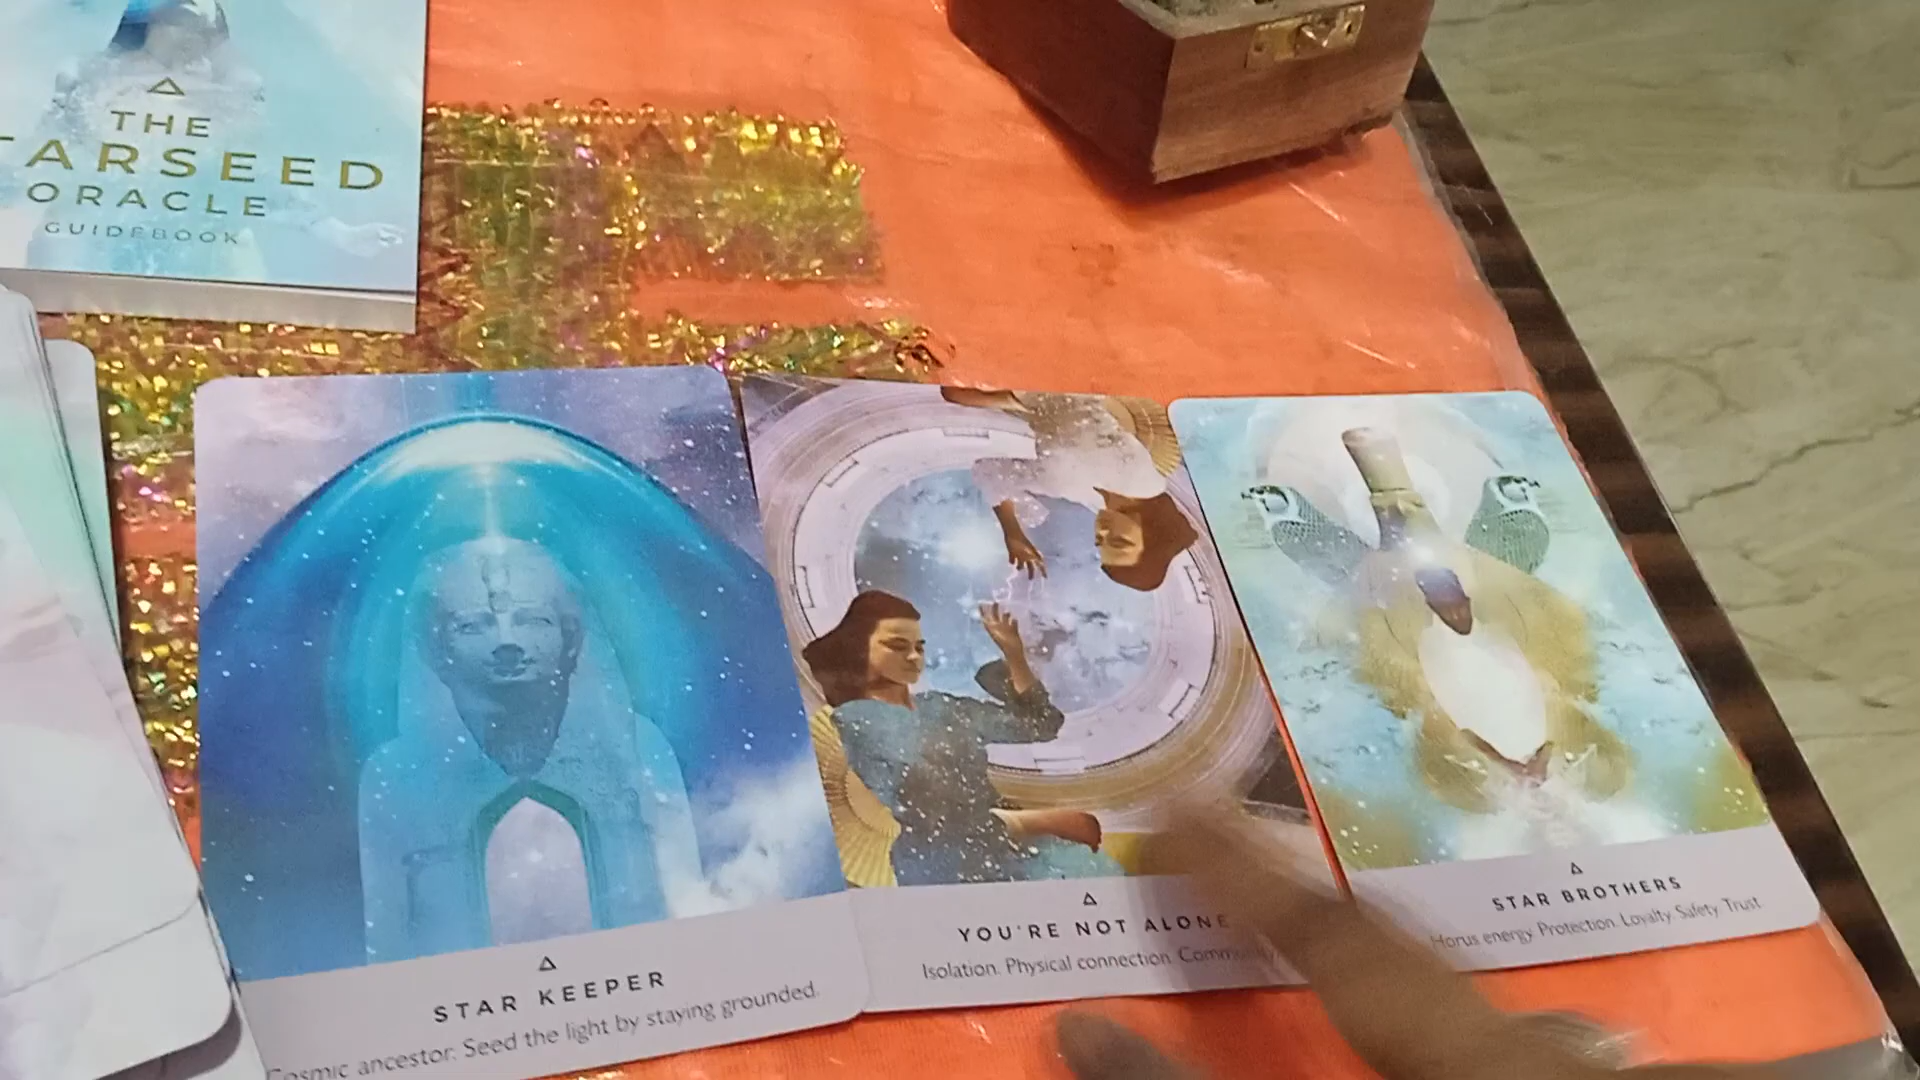 THE
TARSEED
ORACLE
GUIDEBOOK
STAR KEEPER
Cosmic ancestor. Seed the light by staying grounded.
YOU'RE NOT ALONE
Isolation. Physical connection. Community
STAR BROTHERS
Horus energy. Protection. Loyalty. Safety. Trust.